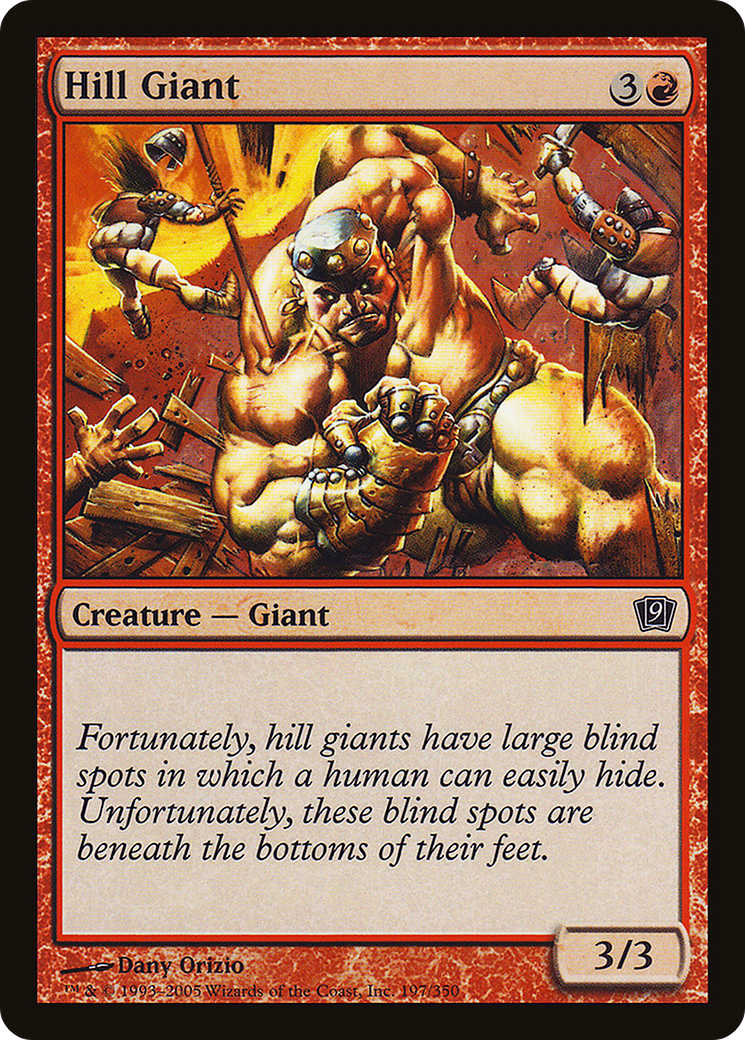 Hill Giant
3
Creature — Giant
9
Fortunately, hill giants have large blind
spots in which a human can easily hide.
Unfortunately, these blind spots are
beneath the bottoms of their feet.
3/3
Dany Orizio
™ & © 1993–2005 Wizards of the Coast, Inc. 197/350